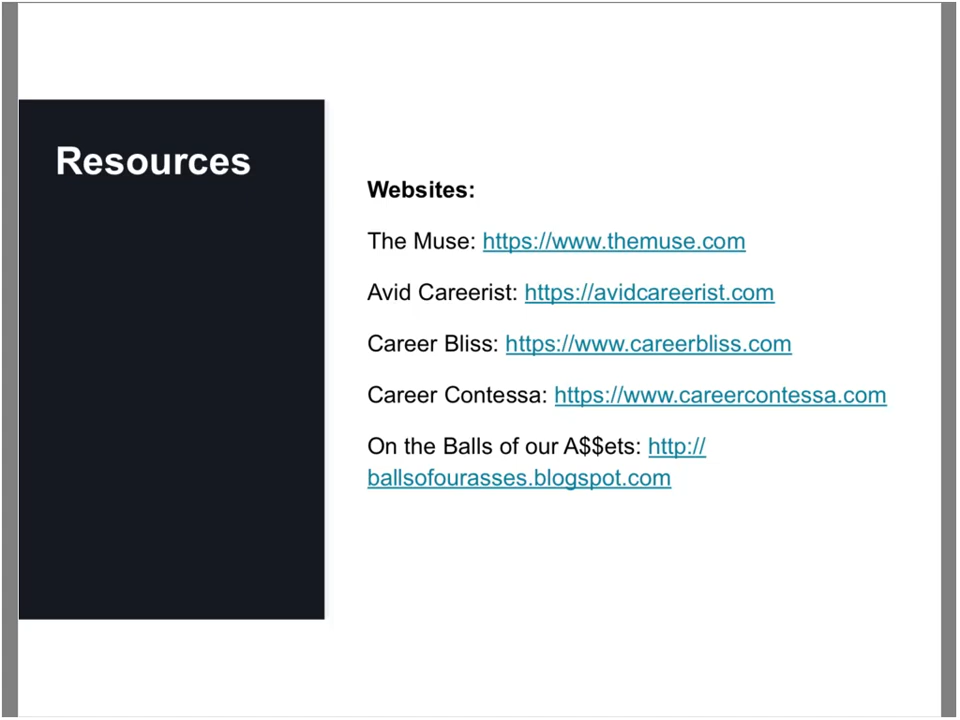 Resources
Websites:
The Muse: https://www.themuse.com
Avid Careerist: https://avidcareerist.com
Career Bliss: https://www.careerbliss.com
Career Contessa: https://www.careercontessa.com
On the Balls of our A$$ets: http://
ballsofourasses.blogspot.com